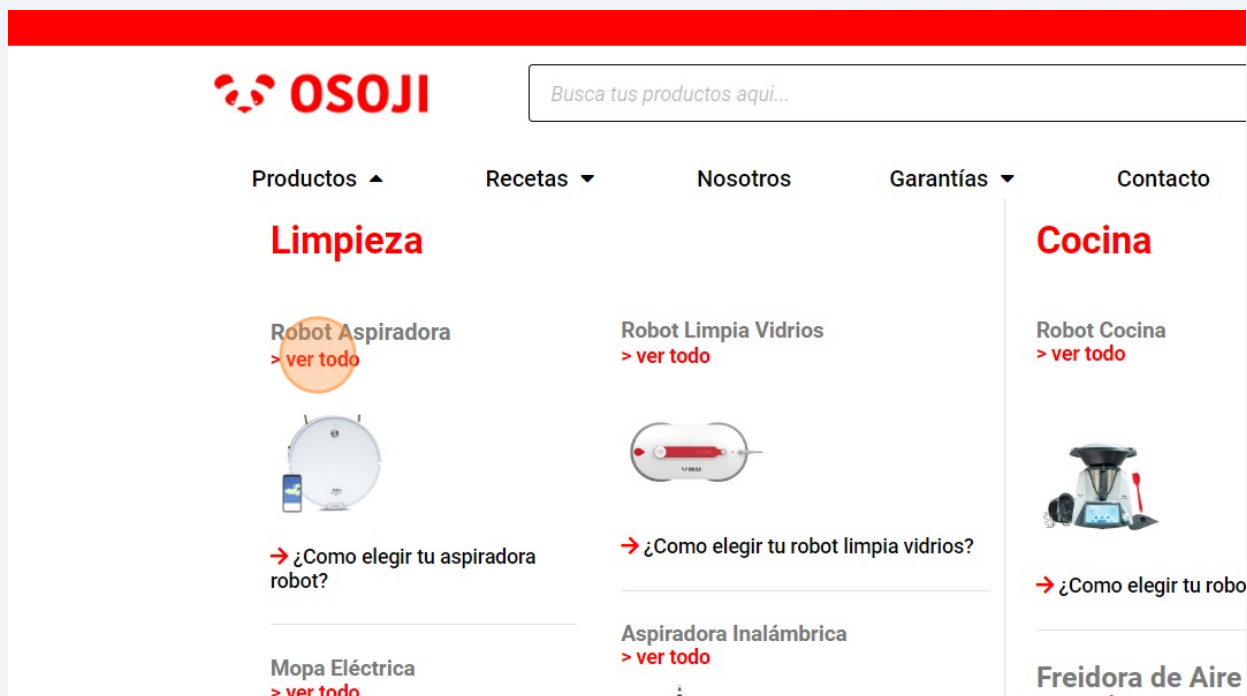 OSOJI
Busca tus productos aqui...
Productos
Recetas
Nosotros
Garantías
Contacto
Limpieza
Robot Aspiradora
> ver todo
¿Como elegir tu aspiradora
robot?
Mopa Eléctrica
> ver todo
Robot Limpia Vidrios
> ver todo
OSOJI
¿Como elegir tu robot limpia vidrios?
Aspiradora Inalámbrica
> ver todo
Cocina
Robot Cocina
> ver todo
¿Como elegir tu robo
Freidora de Aire